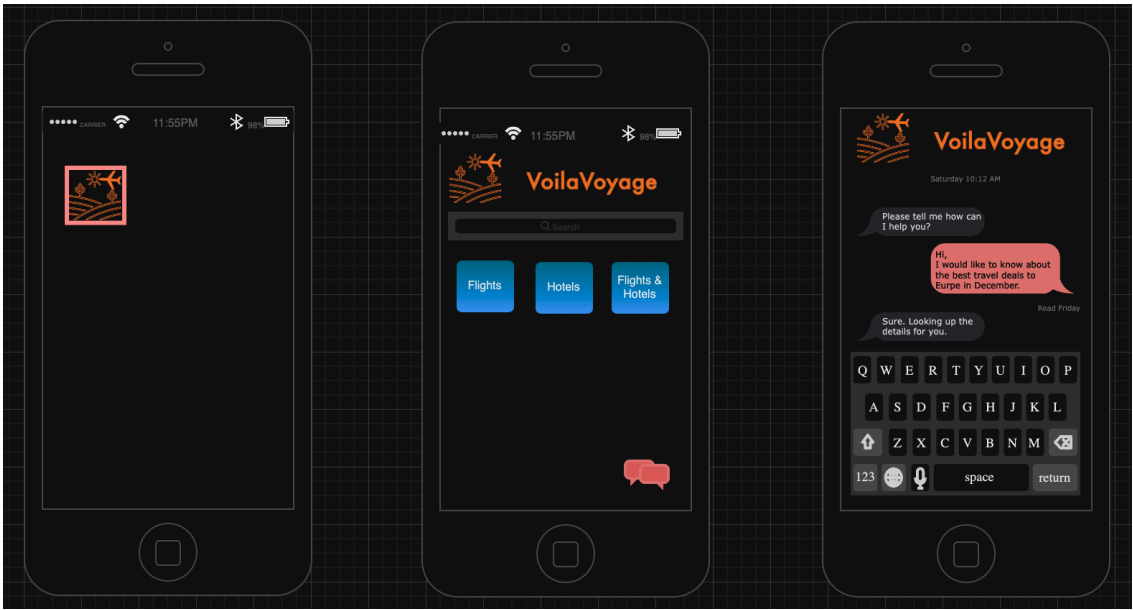 CARRIER 11:55PM 98%
CARRIER 11:55PM 98%
VoilaVoyage
Search
Flights
Hotels
Flights &
Hotels
VoilaVoyage
Saturday 10:12 AM
Please tell me how can
I help you?
Hi,
I would like to know about
the best travel deals to
Eurpe in December.
Read Friday
Sure. Looking up the
details for you.
Q W E R T Y U I O P
A S D F G H J K L
Z X C V B N M
123 space return